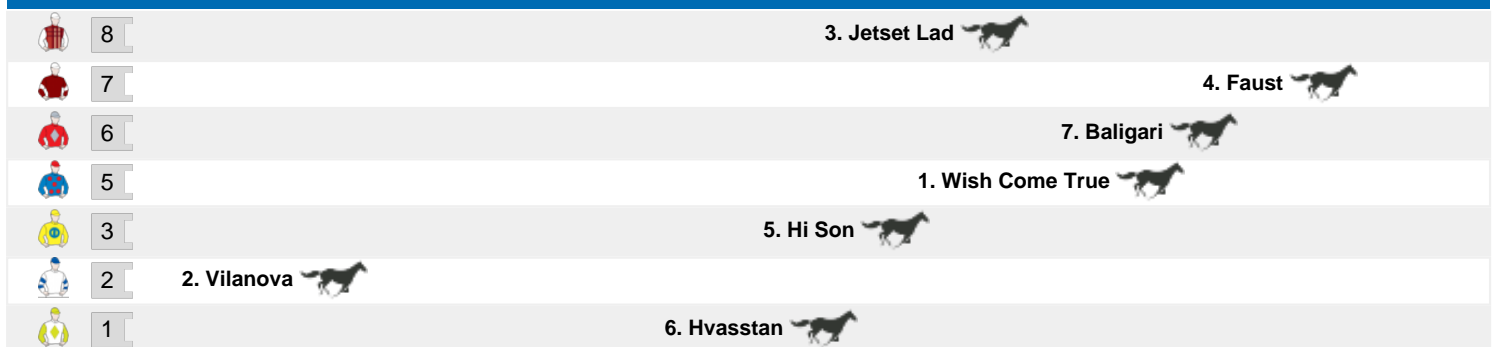 8 3. Jetset Lad
7 4. Faust
6 7. Baligari
5 1. Wish Come True
3 5. Hi Son
2 2. Vilanova
1 6. Hvasstan